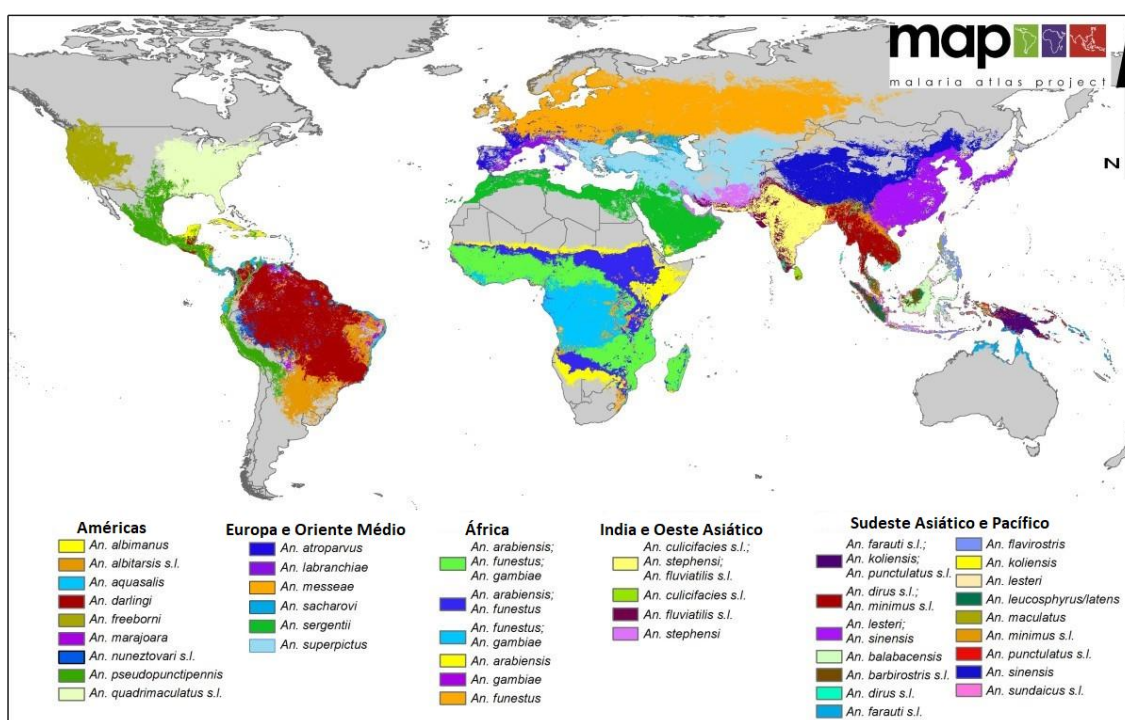 map
malaria atlas project
N
Américas
An. albimanus
An. albitarsis s.l.
An. aquasalis
An. darlingi
An. freeborni
An. marajoara
An. nuneztovari s.l.
An. pseudopunctipennis
An. quadrimaculatus s.l.
Europa e Oriente Médio
An. atroparvus
An. labranchiae
An. messeae
An. sacharovi
An. sergentii
An. superpictus
África
An. arabiensis;
An. funestus;
An. gambiae
An. arabiensis;
An. funestus
An. funestus;
An. gambiae
An. arabiensis
An. gambiae
An. funestus
India e Oeste Asiático
An. culicifacies s.l.;
An. stephensi;
An. fluviatilis s.l.
An. culicifacies s.l.
An. fluviatilis s.l.
An. stephensi
Sudeste Asiático e Pacífico
An. farauti s.l.;
An. koliensis;
An. punctulatus s.l.
An. dirus s.l.;
An. minimus s.l.
An. lesteri;
An. sinensis
An. balabacensis
An. barbirostris s.l.
An. dirus s.l.
An. farauti s.l.
An. flavirostris
An. koliensis
An. lesteri
An. leucosphyrus/latens
An. maculatus
An. minimus s.l.
An. punctulatus s.l.
An. sinensis
An. sundaicus s.l.